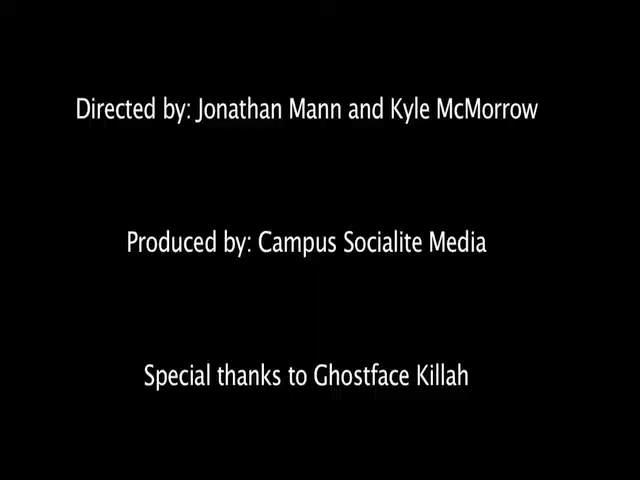 Directed by: Jonathan Mann and Kyle McMorrow
Produced by: Campus Socialite Media
Special thanks to Ghostface Killah